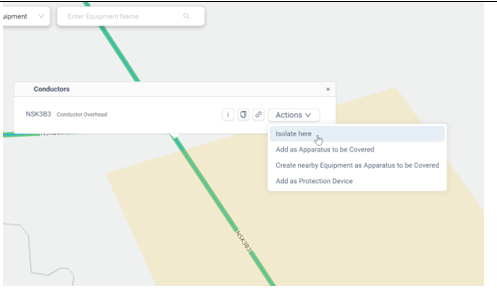 uipment
Enter Equipment Name
Conductors
×
NSK3B3 Conductor Overhead
i
Actions
Isolate here
Add as Apparatus to be Covered
Create nearby Equipment as Apparatus to be Covered
Add as Protection Device
NSK3B3